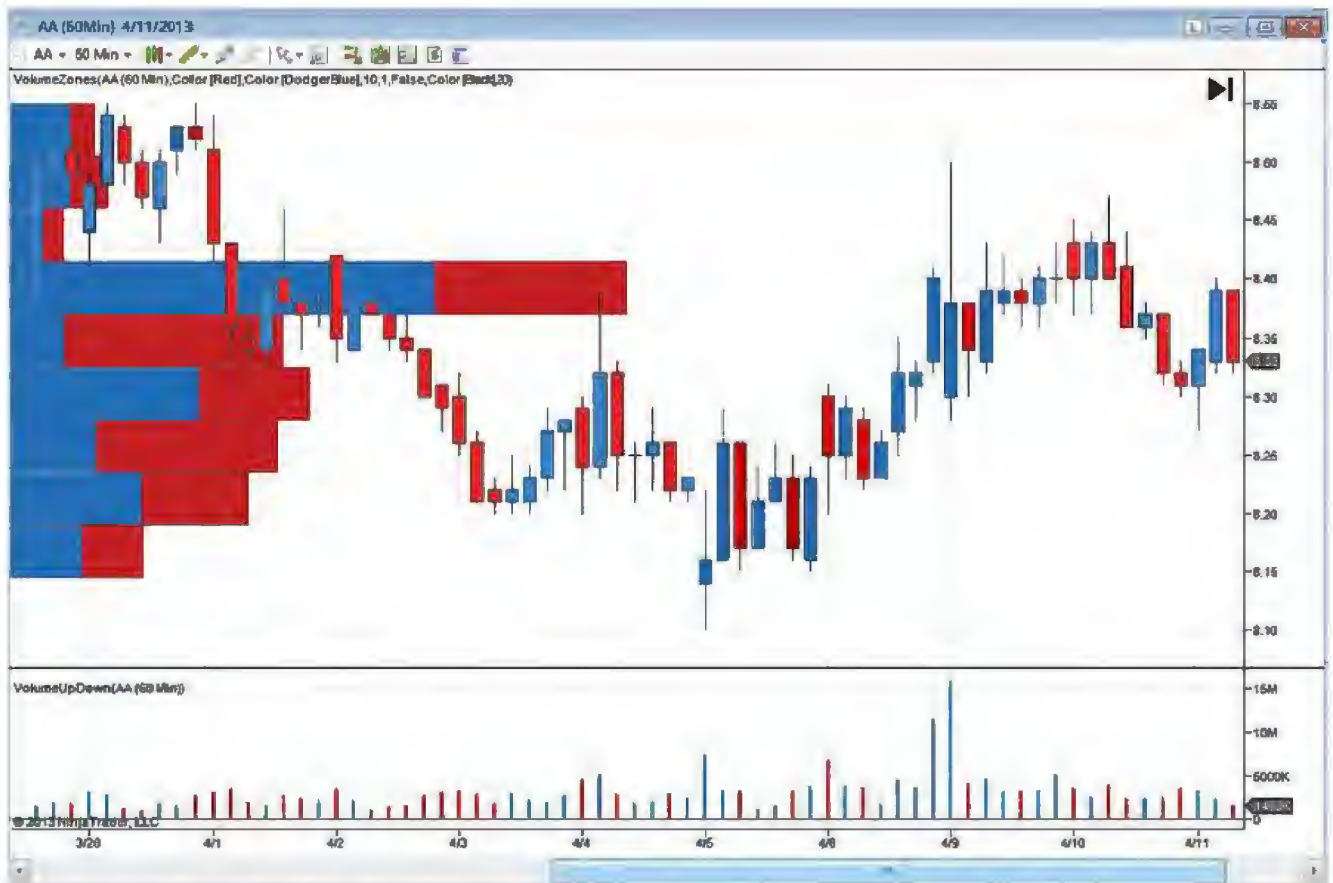 AA (60Min) 4/11/2013
AA 60 Min
VolumeZones(AA (60 Min),Color [Red],Color [DodgerBlue],10,1,False,Color [Black],20)
8.55
8.50
8.45
8.40
8.35
8.30
8.25
8.20
8.15
8.10
VolumeUpDown(AA (60 Min))
15M
10M
5000K
0
© 2013 NinjaTrader, LLC
3/28 4/1 4/2 4/3 4/4 4/5 4/8 4/9 4/10 4/11